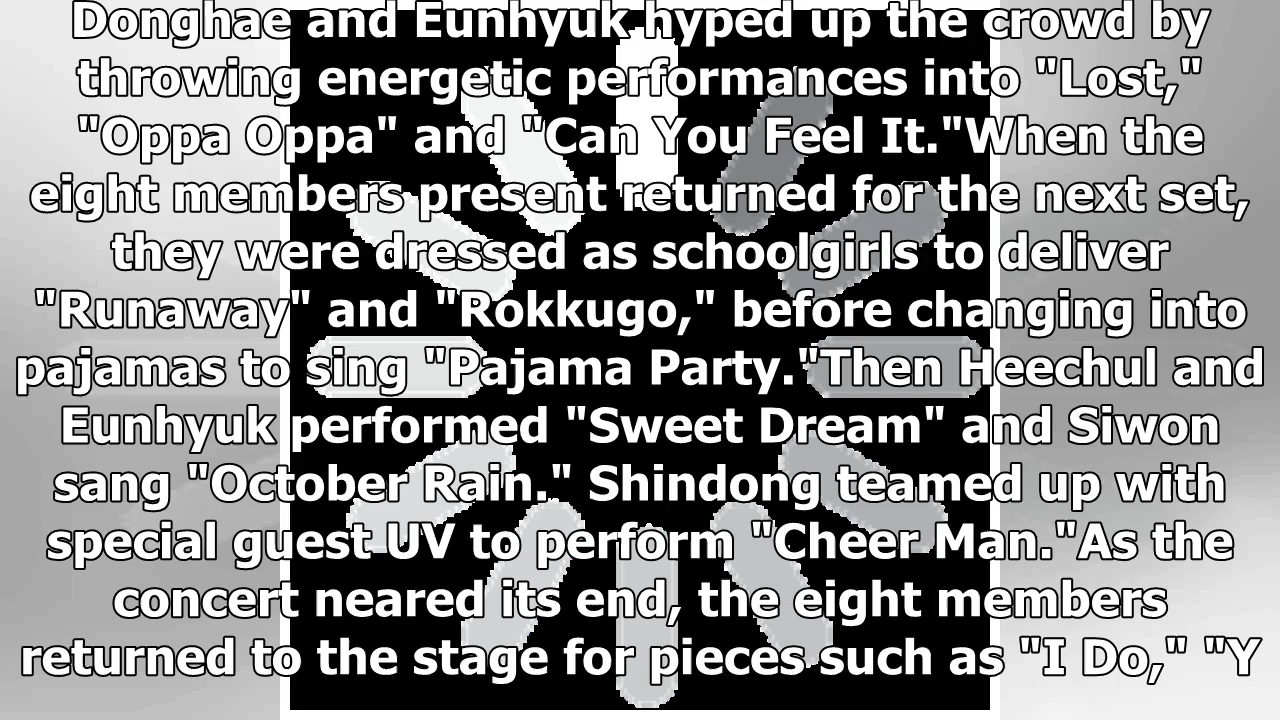 Donghae and Eunhyuk hyped up the crowd by
throwing energetic performances into "Lost,"
"Oppa Oppa" and "Can You Feel It."When the
eight members present returned for the next set,
they were dressed as schoolgirls to deliver
"Runaway" and "Rokkugo," before changing into
pajamas to sing "Pajama Party."Then Heechul and
Eunhyuk performed "Sweet Dream" and Siwon
sang "October Rain." Shindong teamed up with
special guest UV to perform "Cheer Man."As the
concert neared its end, the eight members
returned to the stage for pieces such as "I Do," "Y